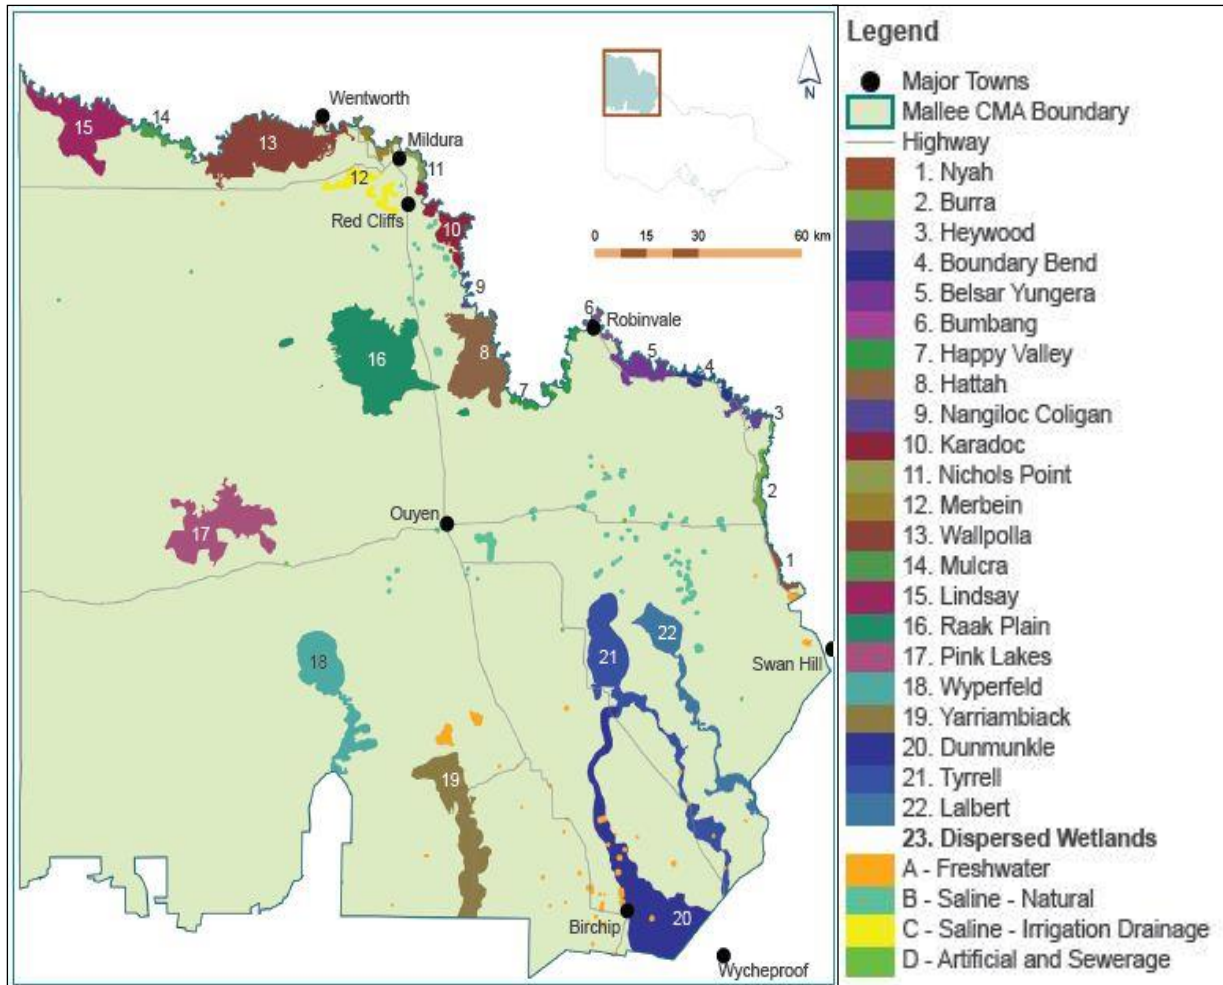 Wentworth
14
15
13
Mildura
12
11
Red Cliffs
10
9
6
Robinvale
16
8
5
4
7
3
2
17
Ouyen
1
22
21
Swan Hill
18
19
Birchip
20
Wycheproof
N
0 15 30 60 km
Legend
Major Towns
Mallee CMA Boundary
Highway
1. Nyah
2. Burra
3. Heywood
4. Boundary Bend
5. Belsar Yungera
6. Bumbang
7. Happy Valley
8. Hattah
9. Nangiloc Coligan
10. Karadoc
11. Nichols Point
12. Merbein
13. Wallpolla
14. Mulcra
15. Lindsay
16. Raak Plain
17. Pink Lakes
18. Wyperfeld
19. Yarriambiack
20. Dunmunkle
21. Tyrrell
22. Lalbert
23. Dispersed Wetlands
A - Freshwater
B - Saline - Natural
C - Saline - Irrigation Drainage
D - Artificial and Sewerage